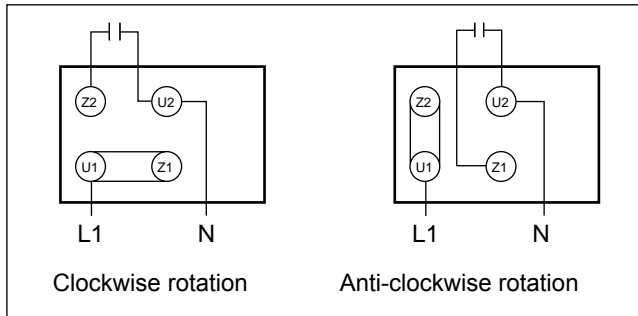 Z2 U2 Z2 U2
U1 Z1 U1 Z1
L1 N L1 N
Clockwise rotation Anti-clockwise rotation